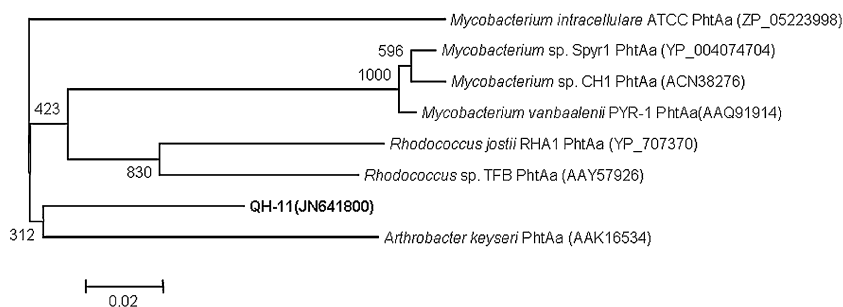 Mycobacterium intracellulare ATCC PhtAa (ZP_05223998)
596
Mycobacterium sp. Spyr1 PhtAa (YP_004074704)
1000
Mycobacterium sp. CH1 PhtAa (ACN38276)
423
Mycobacterium vanbaalenii PYR-1 PhtAa(AAQ91914)
Rhodococcus jostii RHA1 PhtAa (YP_707370)
830
Rhodococcus sp. TFB PhtAa (AAY57926)
QH-11(JN641800)
312
Arthrobacter keyseri PhtAa (AAK16534)
0.02